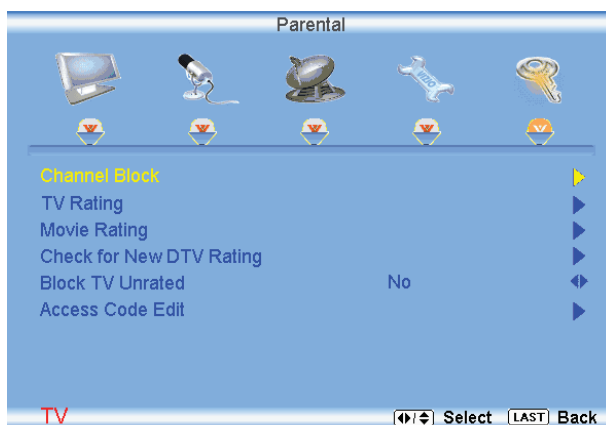 Parental
VIZIO
Channel Block
TV Rating
Movie Rating
Check for New DTV Rating
Block TV Unrated No
Access Code Edit
TV Select LAST Back